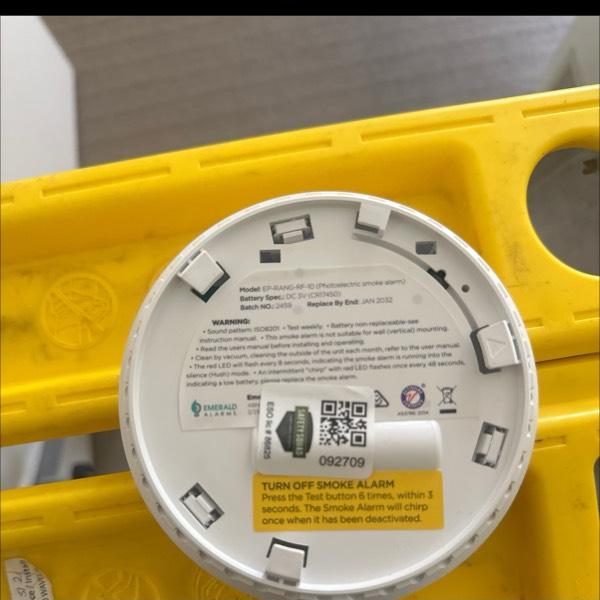 Model: EP-RANG-RF-10 (Photoelectric smoke alarm)
Battery Spec.: DC 3V (CR17450)
Batch NO.: 2459 Replace By End: JAN 2032
WARNING:
• Sound pattern: ISO8201 • Test weekly. • Battery non-replaceable-see
instruction manual. • This smoke alarm is not suitable for wall (vertical) mounting.
• Read the users manual before installing and operating.
• Clean by vacuum, cleaning the outside of unit each month, refer to the user manual.
• The red LED will flash every 8 seconds, indicating the smoke alarm is running into the
silence (Hush) mode. • An intermittent "chirp" with red LED flashes once every 48 seconds,
indicating a low battery, please replace the smoke alarm.
EMERALD
ALARMS
AS3786: 2014
ESO lic #
SAFETY SQUAD
092709
TURN OFF SMOKE ALARM
Press the Test button 6 times, within 3
seconds. The Smoke Alarm will chirp
once when it has been deactivated.